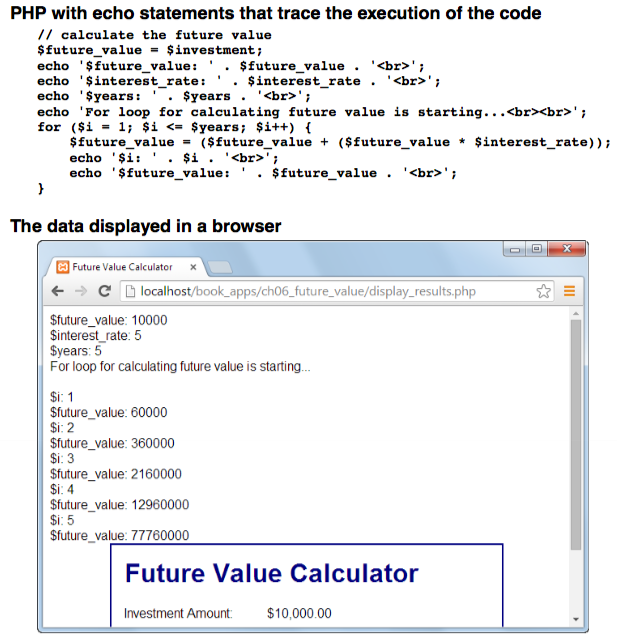 PHP with echo statements that trace the execution of the code
// calculate the future value
$future_value = $investment;
echo '$future_value: ' . $future_value . '<br>';
echo '$interest_rate: ' . $interest_rate . '<br>';
echo '$years: ' . $years . '<br>';
echo 'For loop for calculating future value is starting...<br><br>';
for ($i = 1; $i <= $years; $i++) {
$future_value = ($future_value + ($future_value * $interest_rate));
echo '$i: ' . $i . '<br>';
echo '$future_value: ' . $future_value . '<br>';
}
The data displayed in a browser
Future Value Calculator
localhost/book_apps/ch06_future_value/display_results.php
$future_value: 10000
$interest_rate: 5
$years: 5
For loop for calculating future value is starting...
$i: 1
$future_value: 60000
$i: 2
$future_value: 360000
$i: 3
$future_value: 2160000
$i: 4
$future_value: 12960000
$i: 5
$future_value: 77760000
Future Value Calculator
Investment Amount: $10,000.00